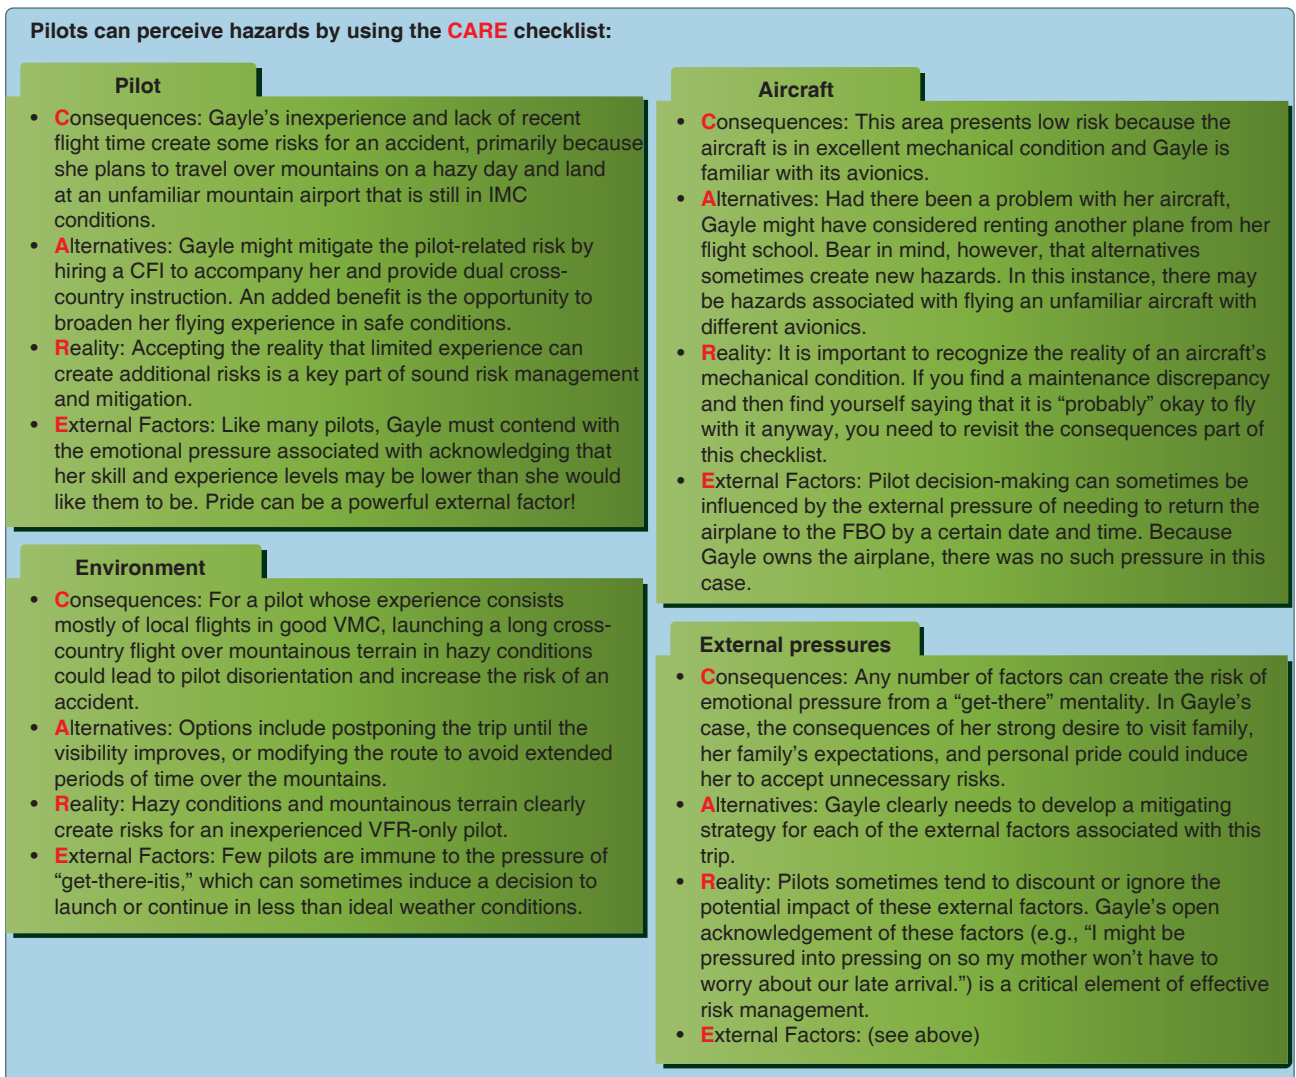 Pilots can perceive hazards by using the CARE checklist:
Pilot
• Consequences: Gayle’s inexperience and lack of recent
flight time create some risks for an accident, primarily because
she plans to travel over mountains on a hazy day and land
at an unfamiliar mountain airport that is still in IMC
conditions.
• Alternatives: Gayle might mitigate the pilot-related risk by
hiring a CFI to accompany her and provide dual cross-
country instruction. An added benefit is the opportunity to
broaden her flying experience in safe conditions.
• Reality: Accepting the reality that limited experience can
create additional risks is a key part of sound risk management
and mitigation.
• External Factors: Like many pilots, Gayle must contend with
the emotional pressure associated with acknowledging that
her skill and experience levels may be lower than she would
like them to be. Pride can be a powerful external factor!
Environment
• Consequences: For a pilot whose experience consists
mostly of local flights in good VMC, launching a long cross-
country flight over mountainous terrain in hazy conditions
could lead to pilot disorientation and increase the risk of an
accident.
• Alternatives: Options include postponing the trip until the
visibility improves, or modifying the route to avoid extended
periods of time over the mountains.
• Reality: Hazy conditions and mountainous terrain clearly
create risks for an inexperienced VFR-only pilot.
• External Factors: Few pilots are immune to the pressure of
“get-there-itis,” which can sometimes induce a decision to
launch or continue in less than ideal weather conditions.
Aircraft
• Consequences: This area presents low risk because the
aircraft is in excellent mechanical condition and Gayle is
familiar with its avionics.
• Alternatives: Had there been a problem with her aircraft,
Gayle might have considered renting another plane from her
flight school. Bear in mind, however, that alternatives
sometimes create new hazards. In this instance, there may
be hazards associated with flying an unfamiliar aircraft with
different avionics.
• Reality: It is important to recognize the reality of an aircraft’s
mechanical condition. If you find a maintenance discrepancy
and then find yourself saying that it is “probably” okay to fly
with it anyway, you need to revisit the consequences part of
this checklist.
• External Factors: Pilot decision-making can sometimes be
influenced by the external pressure of needing to return the
airplane to the FBO by a certain date and time. Because
Gayle owns the airplane, there was no such pressure in this
case.
External pressures
• Consequences: Any number of factors can create the risk of
emotional pressure from a “get-there” mentality. In Gayle’s
case, the consequences of her strong desire to visit family,
her family’s expectations, and personal pride could induce
her to accept unnecessary risks.
• Alternatives: Gayle clearly needs to develop a mitigating
strategy for each of the external factors associated with this
trip.
• Reality: Pilots sometimes tend to discount or ignore the
potential impact of these external factors. Gayle’s open
acknowledgement of these factors (e.g., “I might be
pressured into pressing on so my mother won’t have to
worry about our late arrival.”) is a critical element of effective
risk management.
• External Factors: (see above)